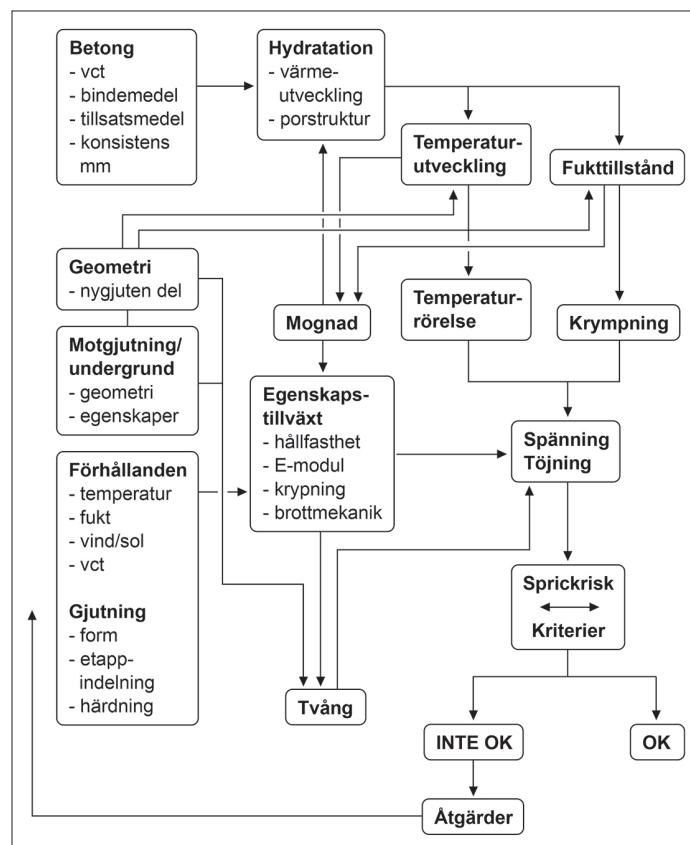 Betong
- vct
- bindemedel
- tillsatsmedel
- konsistens
mm
Hydratation
- värme-
utveckling
- porstruktur
Temperatur-
utveckling
Fukttillstånd
Geometri
- nygjuten del
Motgjutning/
undergrund
- geometri
- egenskaper
Mognad
Temperatur-
rörelse
Krympning
Egenskaps-
tillväxt
- hållfasthet
- E-modul
- krypning
- brottmekanik
Spänning
Töjning
Förhållanden
- temperatur
- fukt
- vind/sol
- vct
Gjutning
- form
- etapp-
indelning
- härdning
Tvång
Sprickrisk
Kriterier
INTE OK
OK
Åtgärder